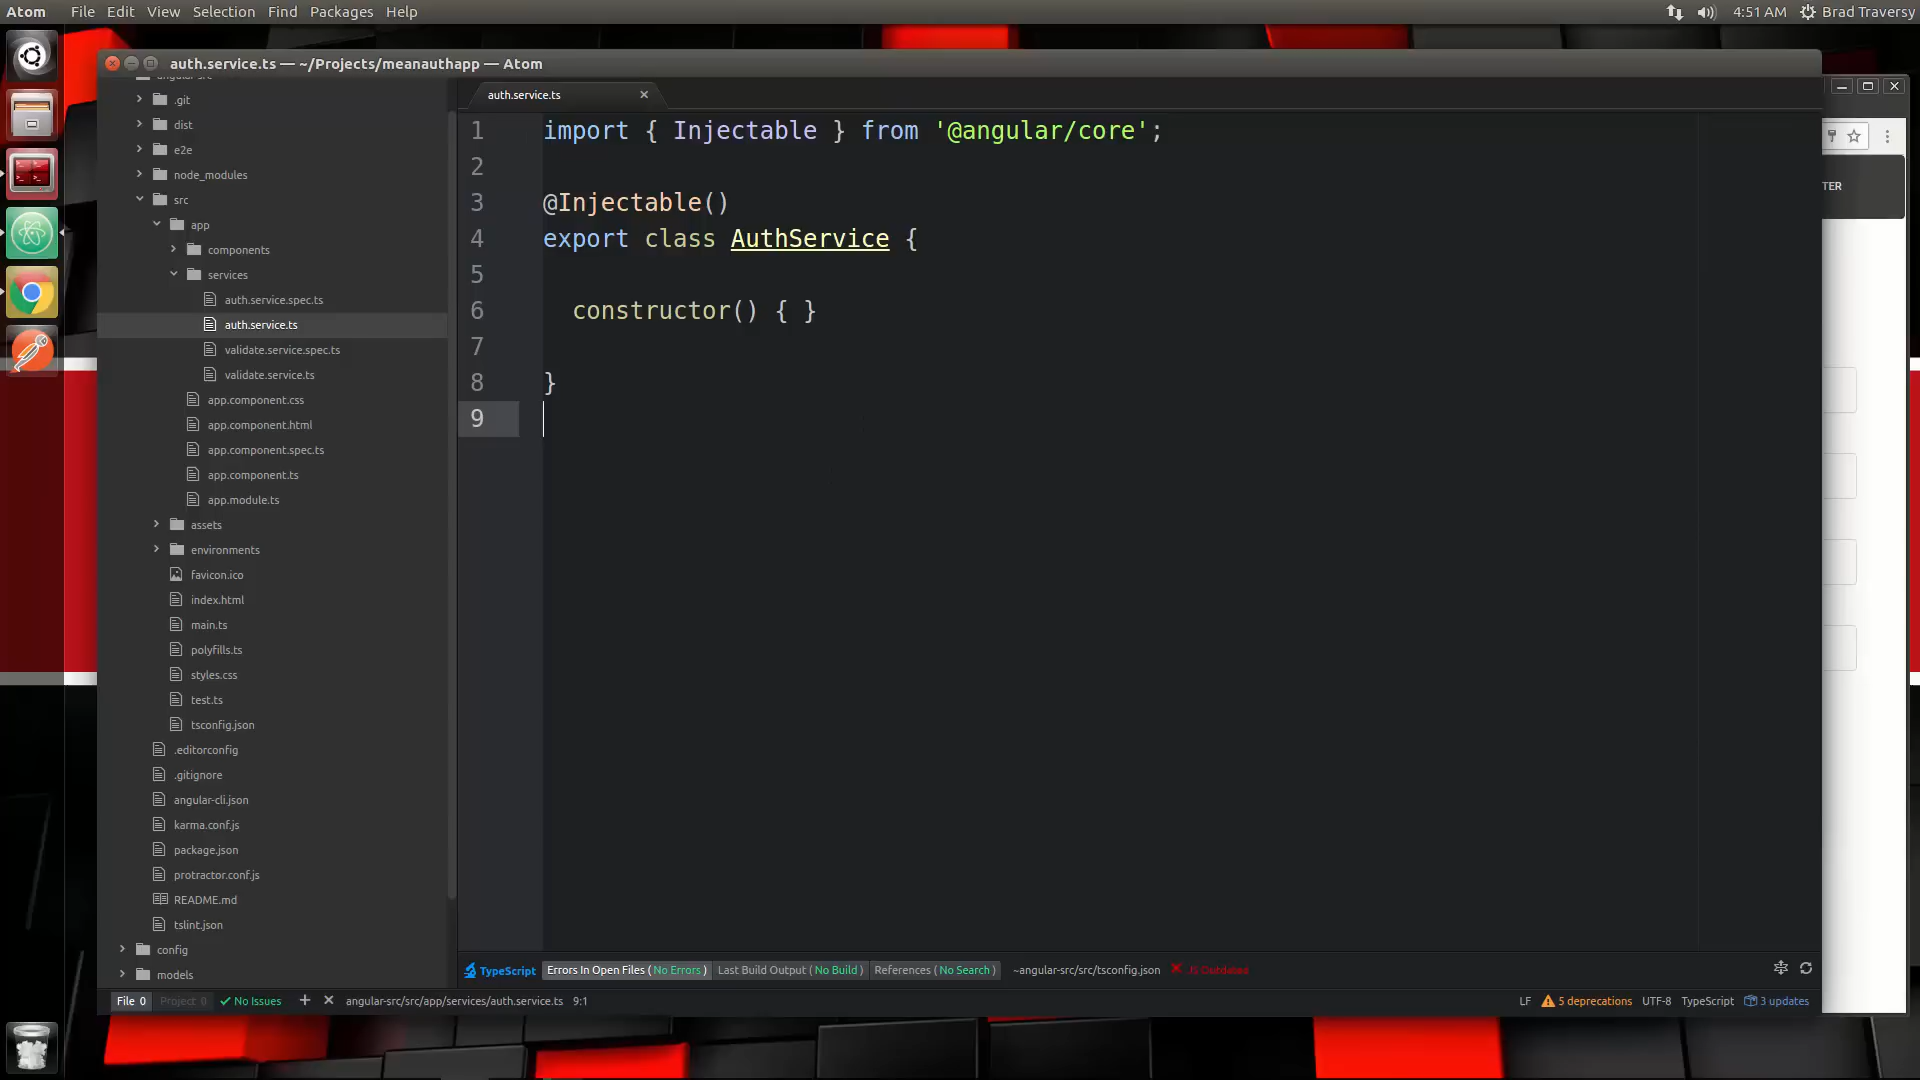 Atom File Edit View Selection Find Packages Help 4:51 AM Brad Traversy
auth.service.ts — ~/Projects/meanauthapp — Atom
.git
dist
e2e
node_modules
src
app
components
services
auth.service.spec.ts
auth.service.ts
validate.service.spec.ts
validate.service.ts
app.component.css
app.component.html
app.component.spec.ts
app.component.ts
app.module.ts
assets
environments
favicon.ico
index.html
main.ts
polyfills.ts
styles.css
test.ts
tsconfig.json
.editorconfig
.gitignore
angular-cli.json
karma.conf.js
package.json
protractor.conf.js
README.md
tslint.json
config
models
auth.service.ts
1 import { Injectable } from '@angular/core';
2
3 @Injectable()
4 export class AuthService {
5
6 constructor() { }
7
8 }
9
TER
TypeScript Errors In Open Files ( No Errors ) Last Build Output ( No Build ) References ( No Search ) ~angular-src/src/tsconfig.json JS Outdated
File 0 Project 0 No Issues + angular-src/src/app/services/auth.service.ts 9:1 LF 5 deprecations UTF-8 TypeScript 3 updates